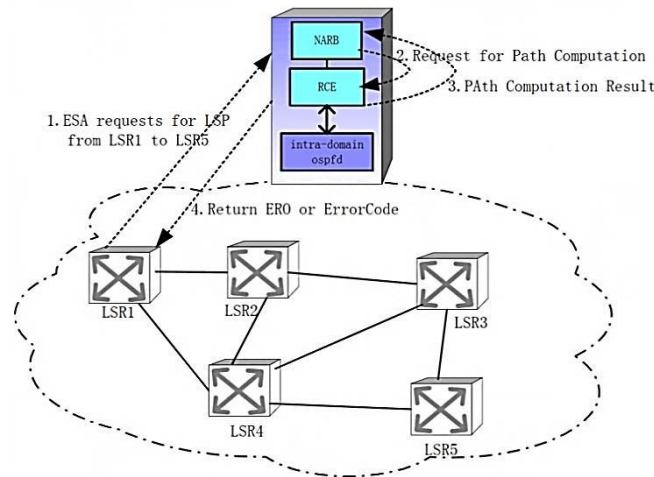 NARB
2.Request for Path Computation
RCE
3.PAth Computation Result
1.ESA requests for LSP
from LSR1 to LSR5
intra-domain
ospfd
4.Return ERO or ErrorCode
LSR1
LSR2
LSR3
LSR4
LSR5